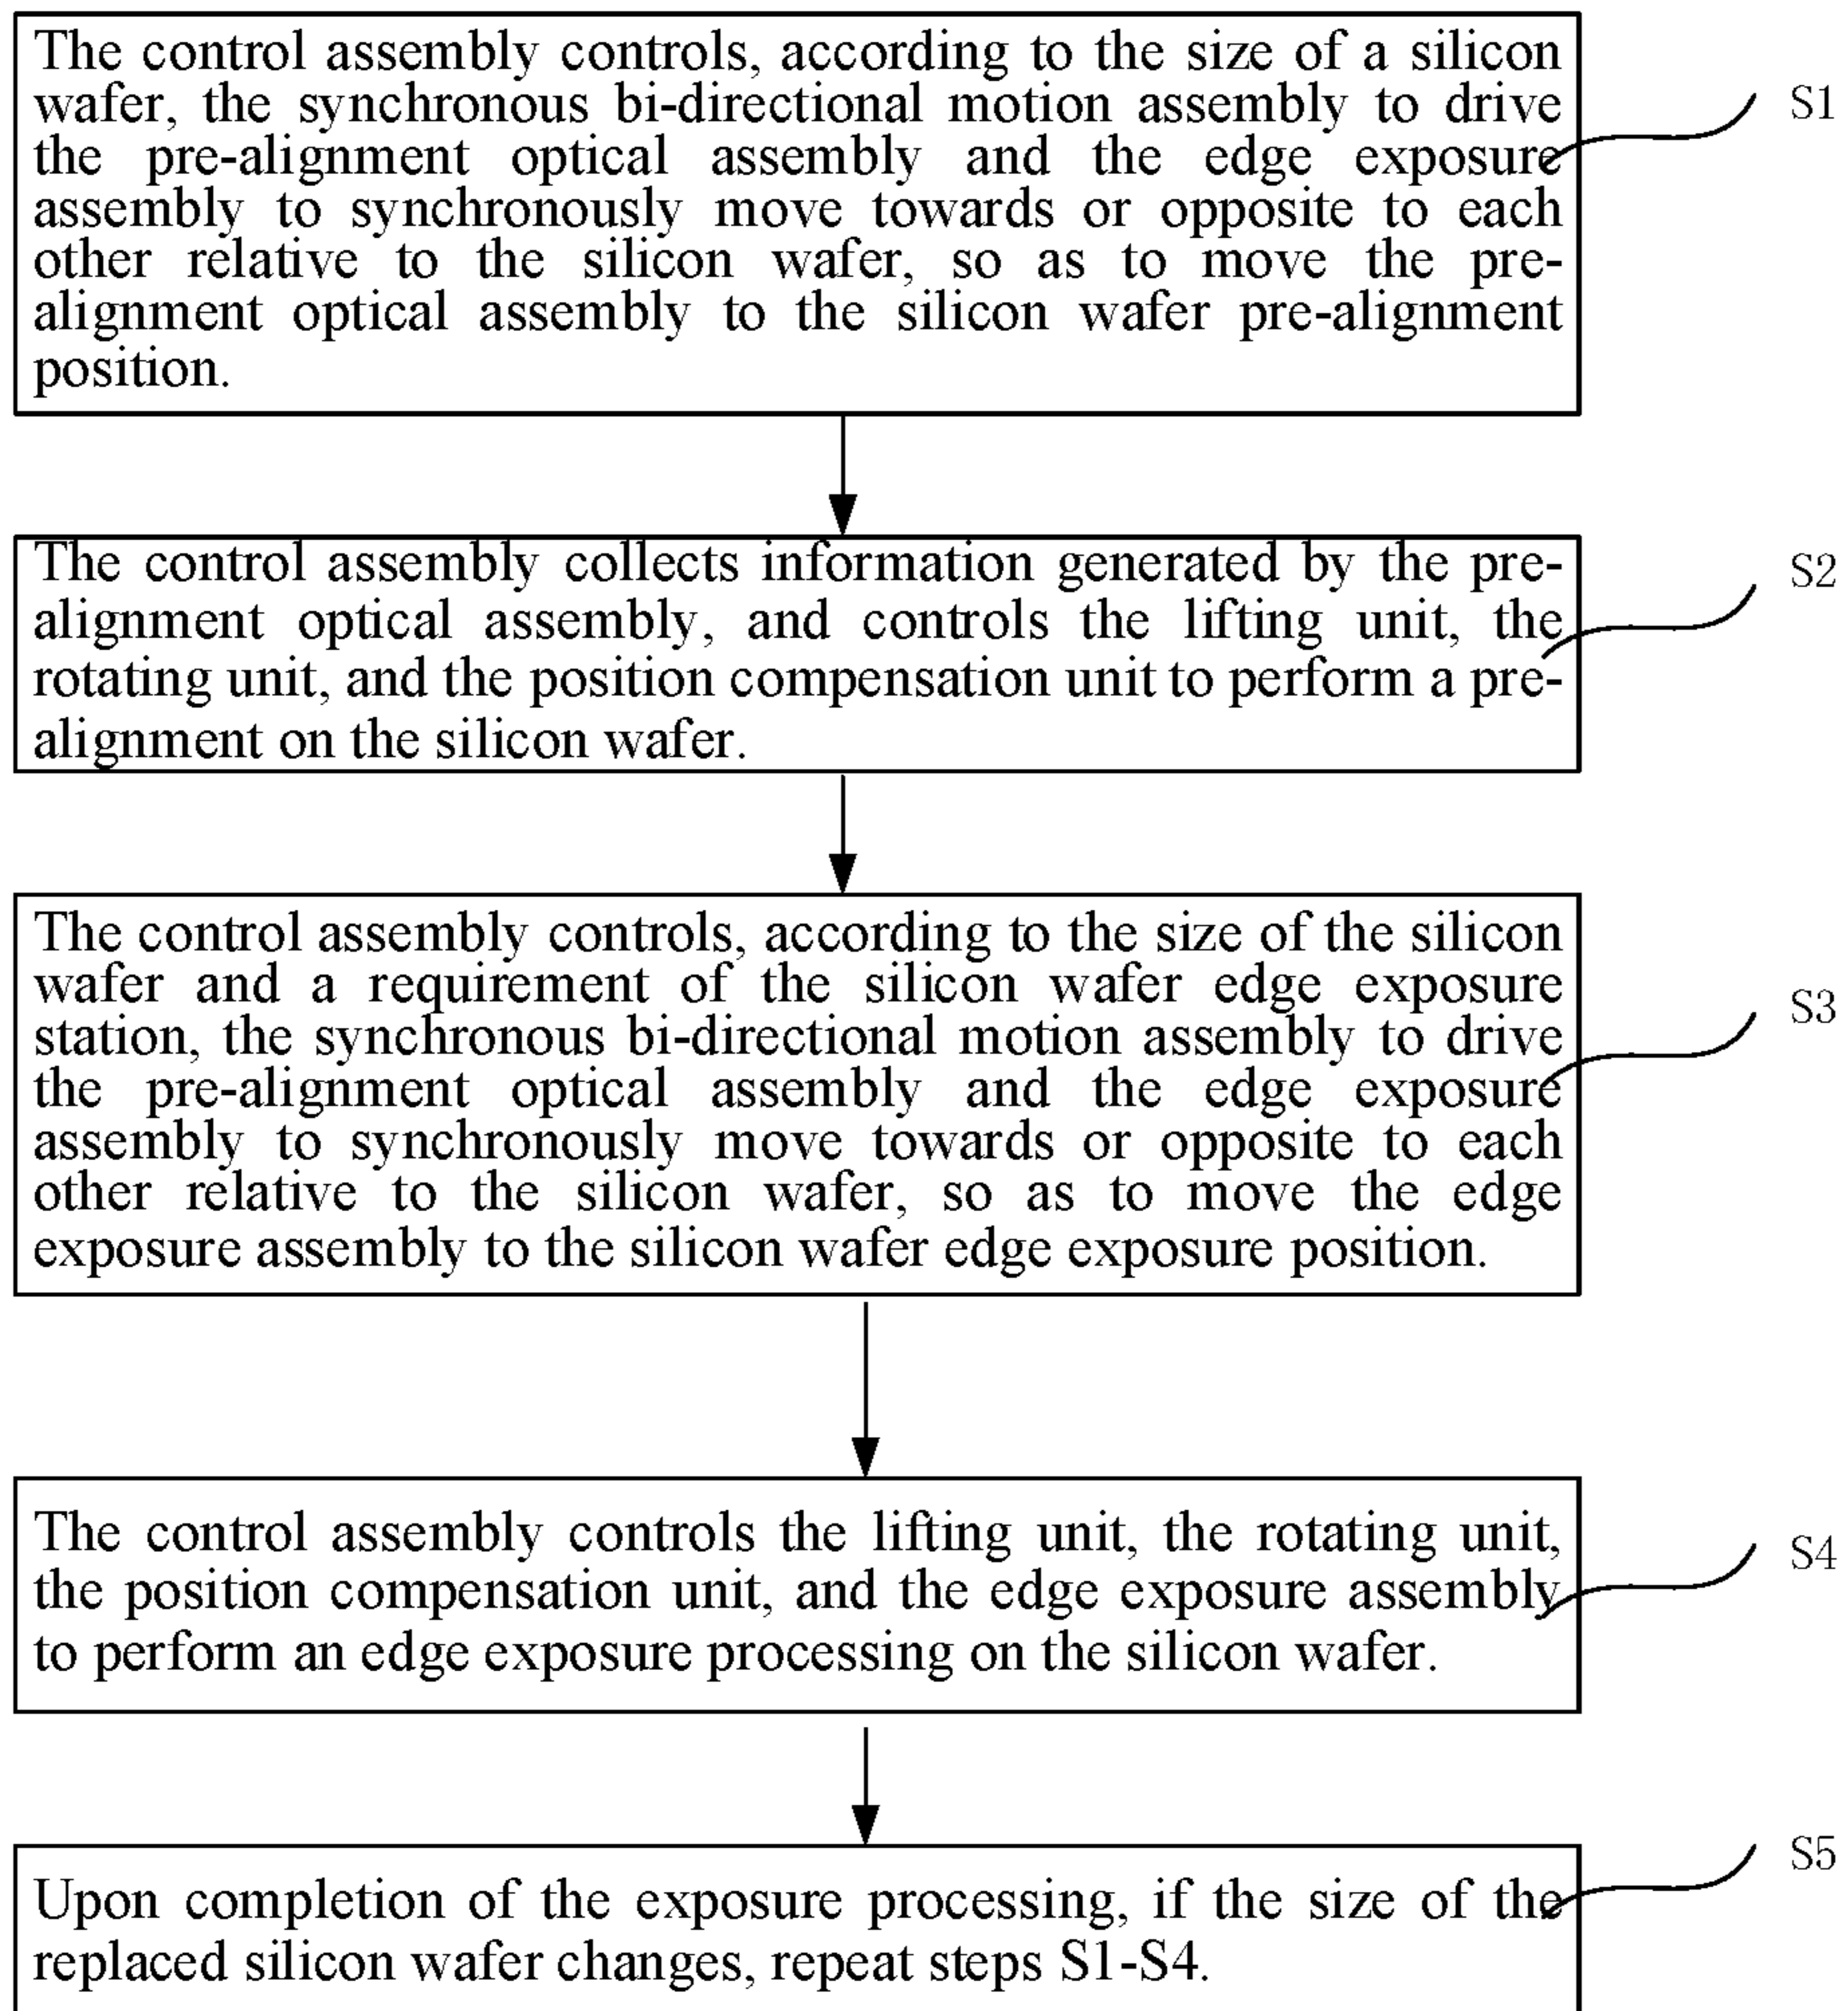 The control assembly controls, according to the size of a silicon
wafer, the synchronous bi-directional motion assembly to drive
the pre-alignment optical assembly and the edge exposure
assembly to synchronously move towards or opposite to each
other relative to the silicon wafer, so as to move the pre-
alignment optical assembly to the silicon wafer pre-alignment
position.
S1
The control assembly collects information generated by the pre-
alignment optical assembly, and controls the lifting unit, the
rotating unit, and the position compensation unit to perform a pre-
alignment on the silicon wafer.
S2
The control assembly controls, according to the size of the silicon
wafer and a requirement of the silicon wafer edge exposure
station, the synchronous bi-directional motion assembly to drive
the pre-alignment optical assembly and the edge exposure
assembly to synchronously move towards or opposite to each
other relative to the silicon wafer, so as to move the edge
exposure assembly to the silicon wafer edge exposure position.
S3
The control assembly controls the lifting unit, the rotating unit,
the position compensation unit, and the edge exposure assembly
to perform an edge exposure processing on the silicon wafer.
S4
Upon completion of the exposure processing, if the size of the
replaced silicon wafer changes, repeat steps S1-S4.
S5